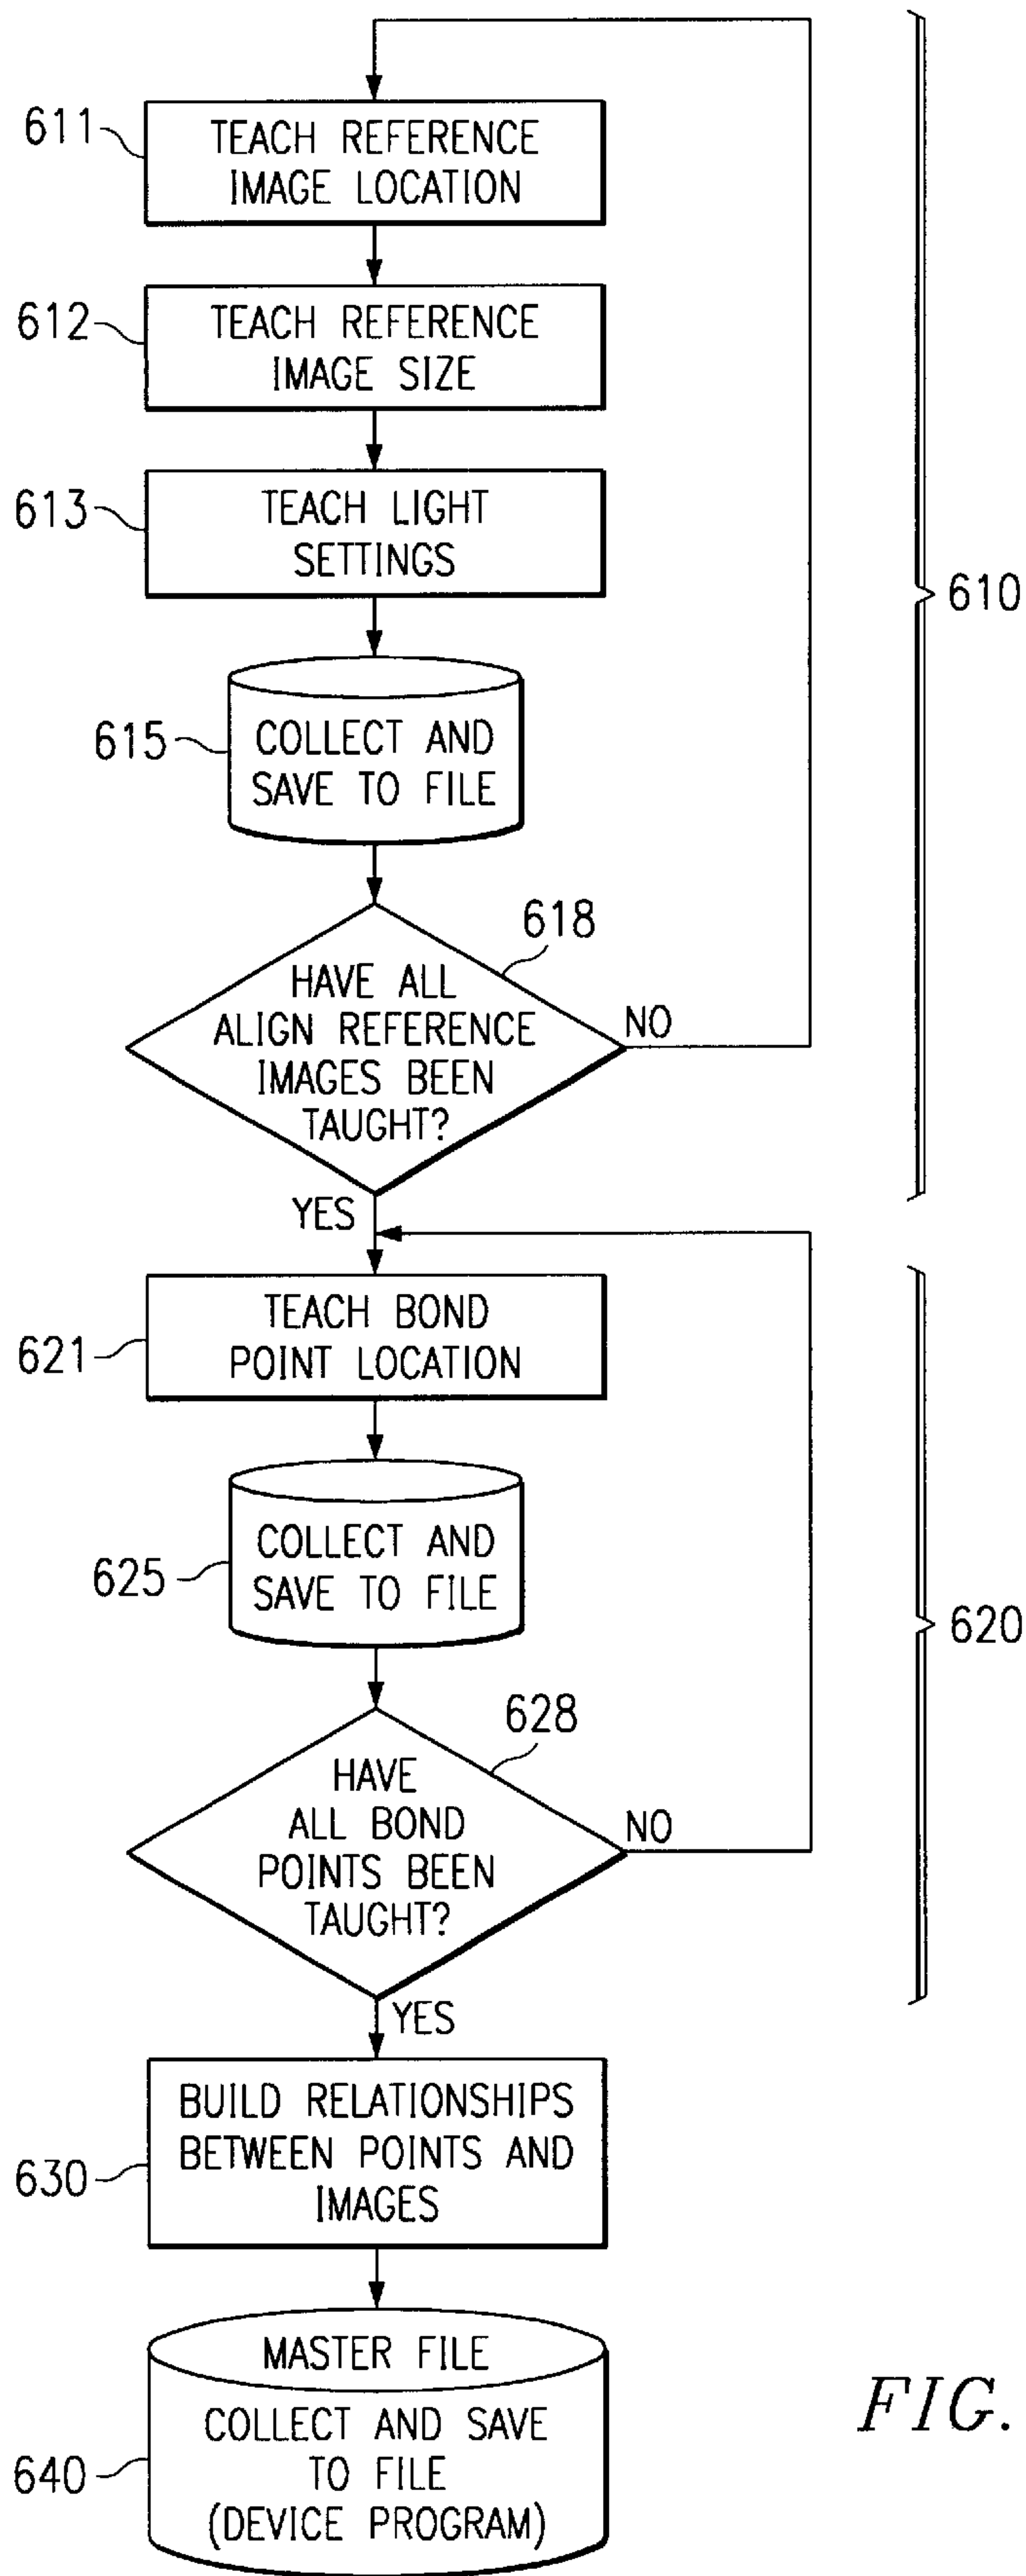 611
TEACH REFERENCE
IMAGE LOCATION
612
TEACH REFERENCE
IMAGE SIZE
613
TEACH LIGHT
SETTINGS
610
615
COLLECT AND
SAVE TO FILE
618
HAVE ALL
ALIGN REFERENCE
IMAGES BEEN
TAUGHT?
NO
YES
621
TEACH BOND
POINT LOCATION
625
COLLECT AND
SAVE TO FILE
620
628
HAVE
ALL BOND
POINTS BEEN
TAUGHT?
NO
YES
630
BUILD RELATIONSHIPS
BETWEEN POINTS AND
IMAGES
MASTER FILE
640
COLLECT AND SAVE
TO FILE
(DEVICE PROGRAM)
FIG.